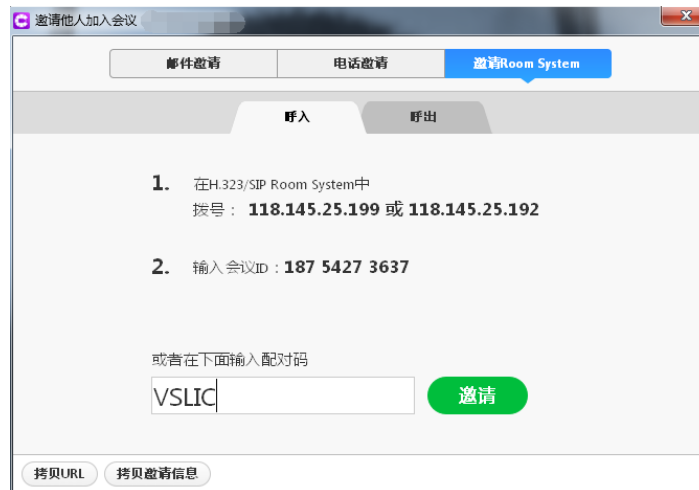 邀请他人加入会议
邮件邀请 电话邀请 邀请Room System
呼入 呼出
1. 在H.323/SIP Room System中
拨号： 118.145.25.199 或 118.145.25.192
2. 输入会议ID：187 5427 3637
或者在下面输入配对码
VSLIC 邀请
拷贝URL 拷贝邀请信息